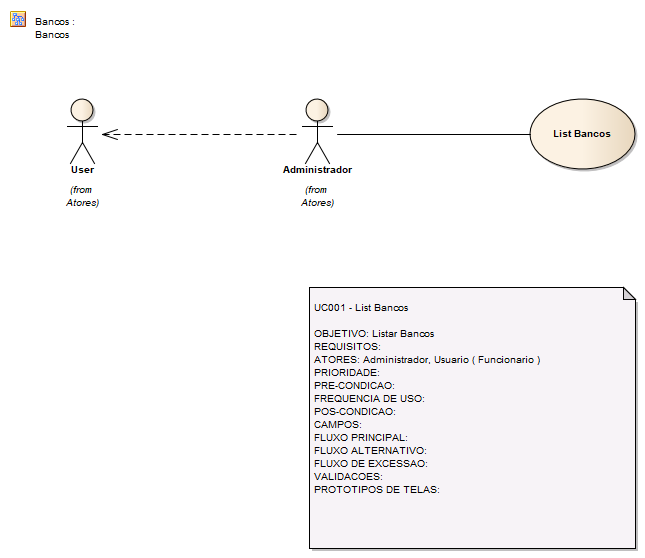 Bancos :
Bancos
User
(from
Atores)
Administrador
(from
Atores)
List Bancos
UC001 - List Bancos
OBJETIVO: Listar Bancos
REQUISITOS:
ATORES: Administrador, Usuario ( Funcionario )
PRIORIDADE:
PRE-CONDICAO:
FREQUENCIA DE USO:
POS-CONDICAO:
CAMPOS:
FLUXO PRINCIPAL:
FLUXO ALTERNATIVO:
FLUXO DE EXCESSAO:
VALIDACOES:
PROTOTIPOS DE TELAS: